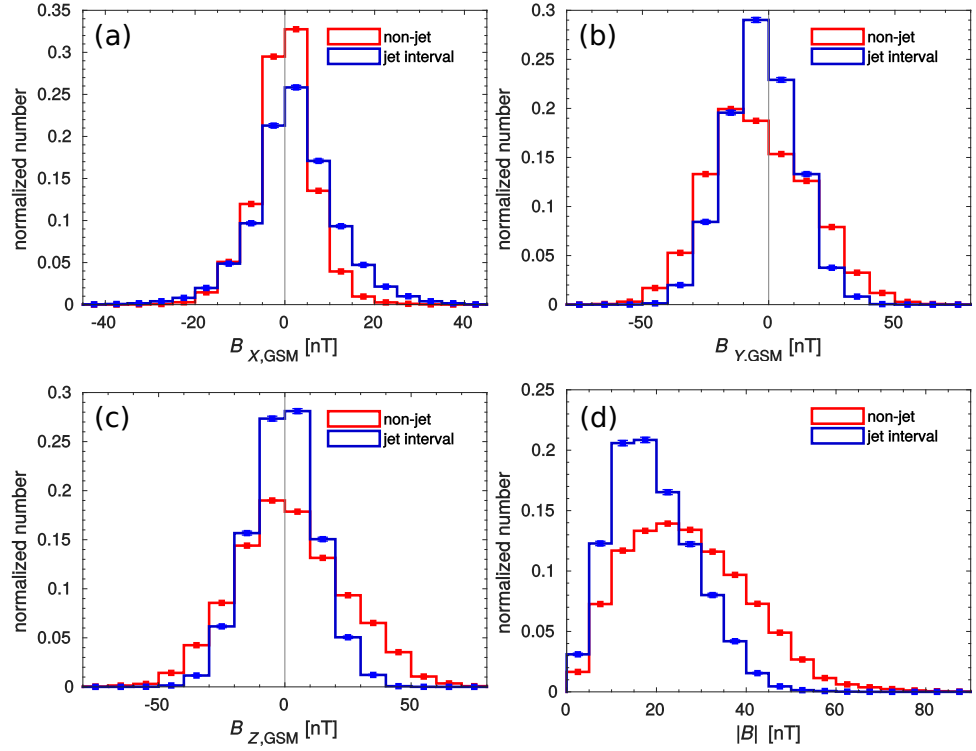 (a)
non-jet
jet interval
normalized number
0.35
0.3
0.25
0.2
0.15
0.1
0.05
0
-40
-20
0
20
40
B X,GSM [nT]
(b)
non-jet
jet interval
normalized number
0.3
0.25
0.2
0.15
0.1
0.05
0
-50
0
50
B Y.GSM [nT]
(c)
non-jet
jet interval
normalized number
0.3
0.25
0.2
0.15
0.1
0.05
0
-50
0
50
B Z,GSM [nT]
(d)
non-jet
jet interval
normalized number
0.25
0.2
0.15
0.1
0.05
0
0
20
40
60
80
|B| [nT]